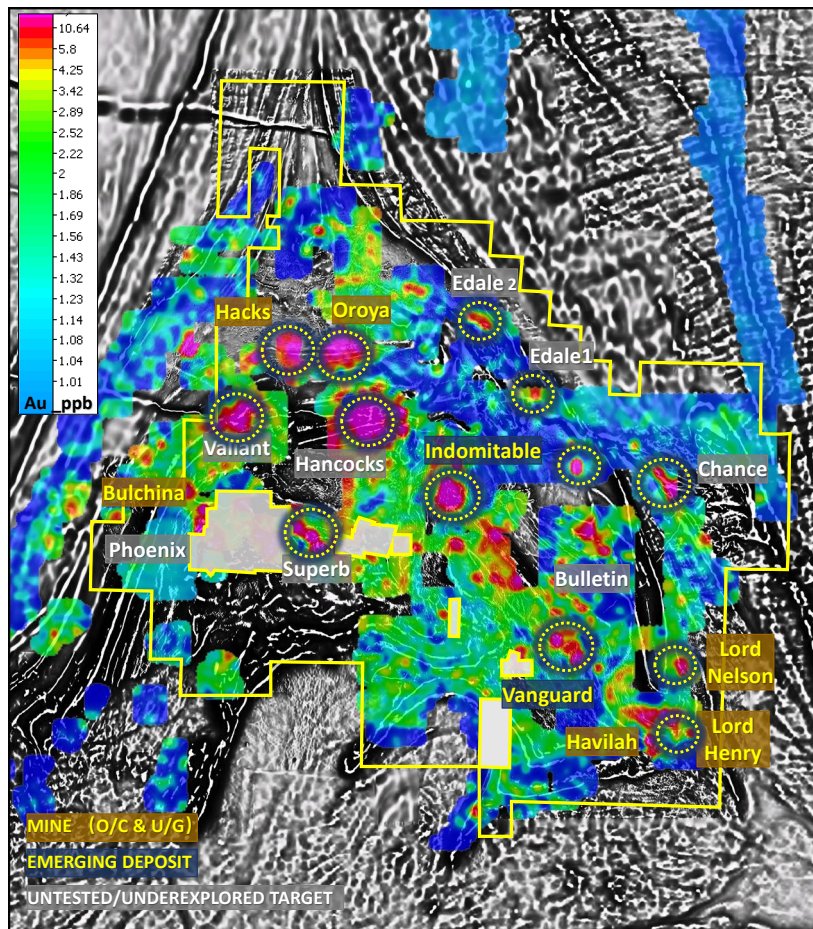 10.64
5.8
4.25
3.42
2.89
2.52
2.22
2
1.86
1.69
1.56
1.43
1.32
1.24
1.14
1.08
1.04
1.01
Au _ppb
Edale 2
Hacks
Oroya
Edale1
Valiant
Hancocks
Indomitable
Chance
Bulchina
Phoenix
Superb
Bulletin
Lord
Nelson
Vanguard
Havilah
Lord
Henry
MINE (O/C & U/G)
EMERGING DEPOSIT
UNTESTED/UNDEREXPLORED TARGET